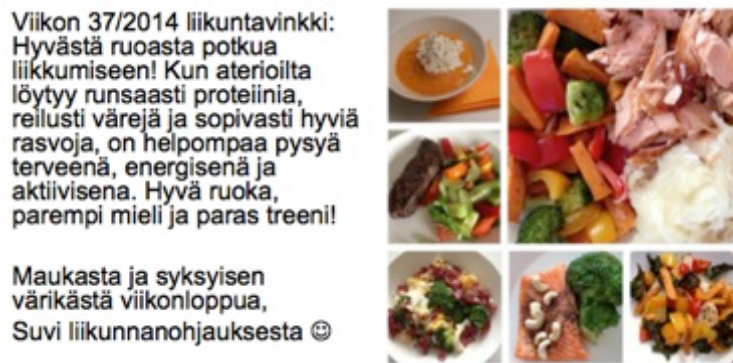 Viikon 37/2014 liikuntavinkki:
Hyvästä ruoasta potkua
liikkumiseen! Kun aterioilta
löytyy runsaasti proteiinia,
reilusti värejä ja sopivasti hyviä
rasvoja, on helpompaa pysyä
terveenä, energisenä ja
aktiivisena. Hyvä ruoka,
parempi mieli ja paras treeni!
Maukasta ja syksyisen
värikästä viikonloppua,
Suvi liikunnanohjauksesta ☺